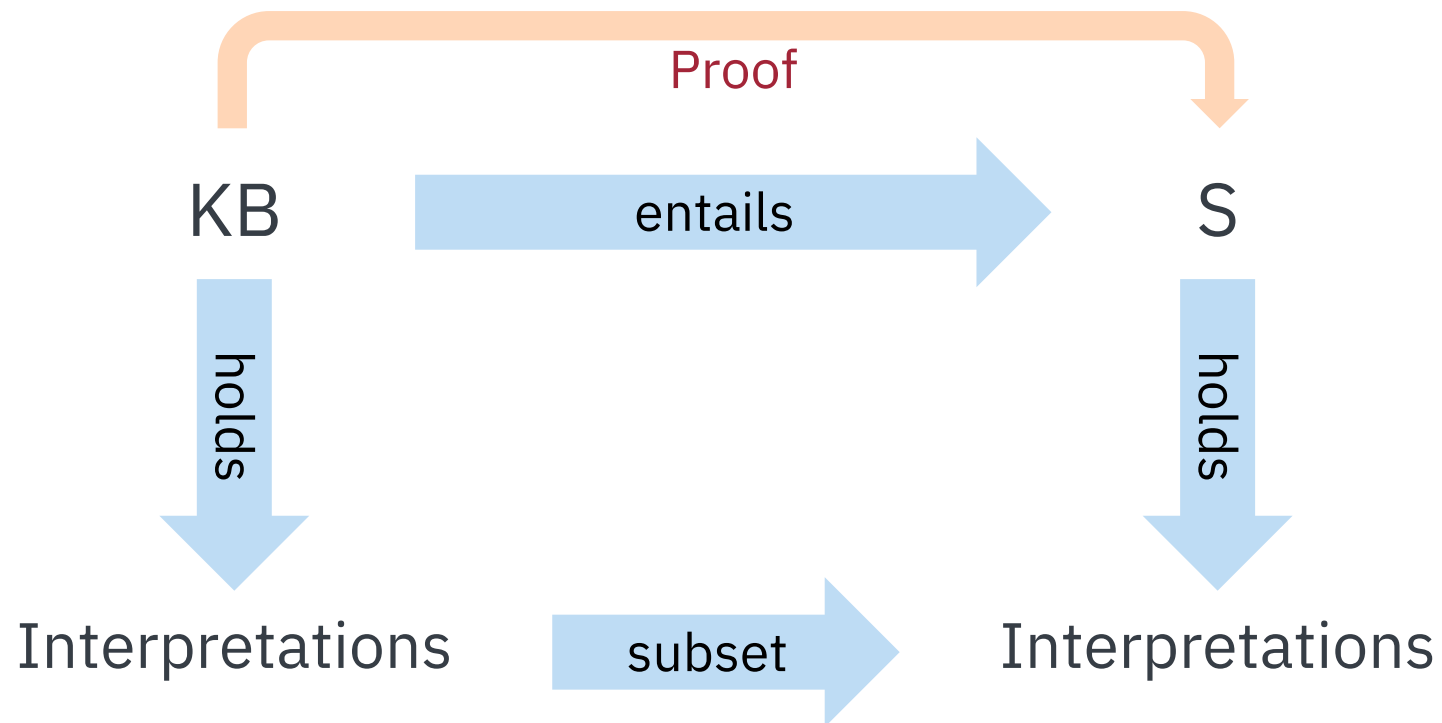 Proof
KB
entails
S
holds
holds
Interpretations
subset
Interpretations